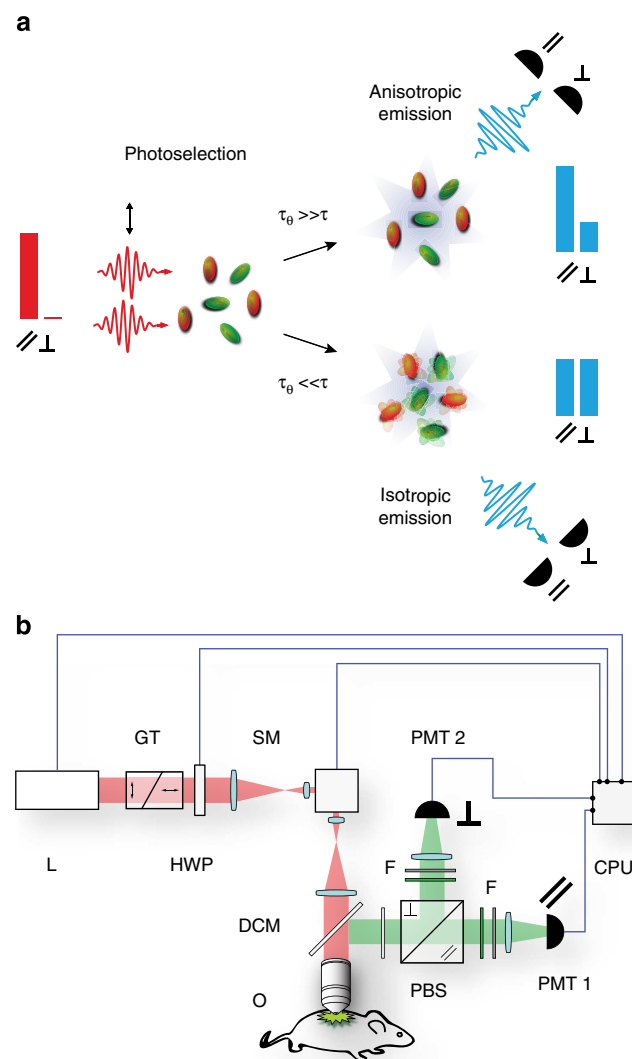 a
Anisotropic
emission
// ⊥
Photoselection
τθ >>τ
// ⊥
// ⊥
τθ <<τ
// ⊥
Isotropic
emission
⊥
//
b
GT
SM
PMT 2
⊥
L
HWP
F
F
//
CPU
DCM
⊥
//
PBS
PMT 1
O